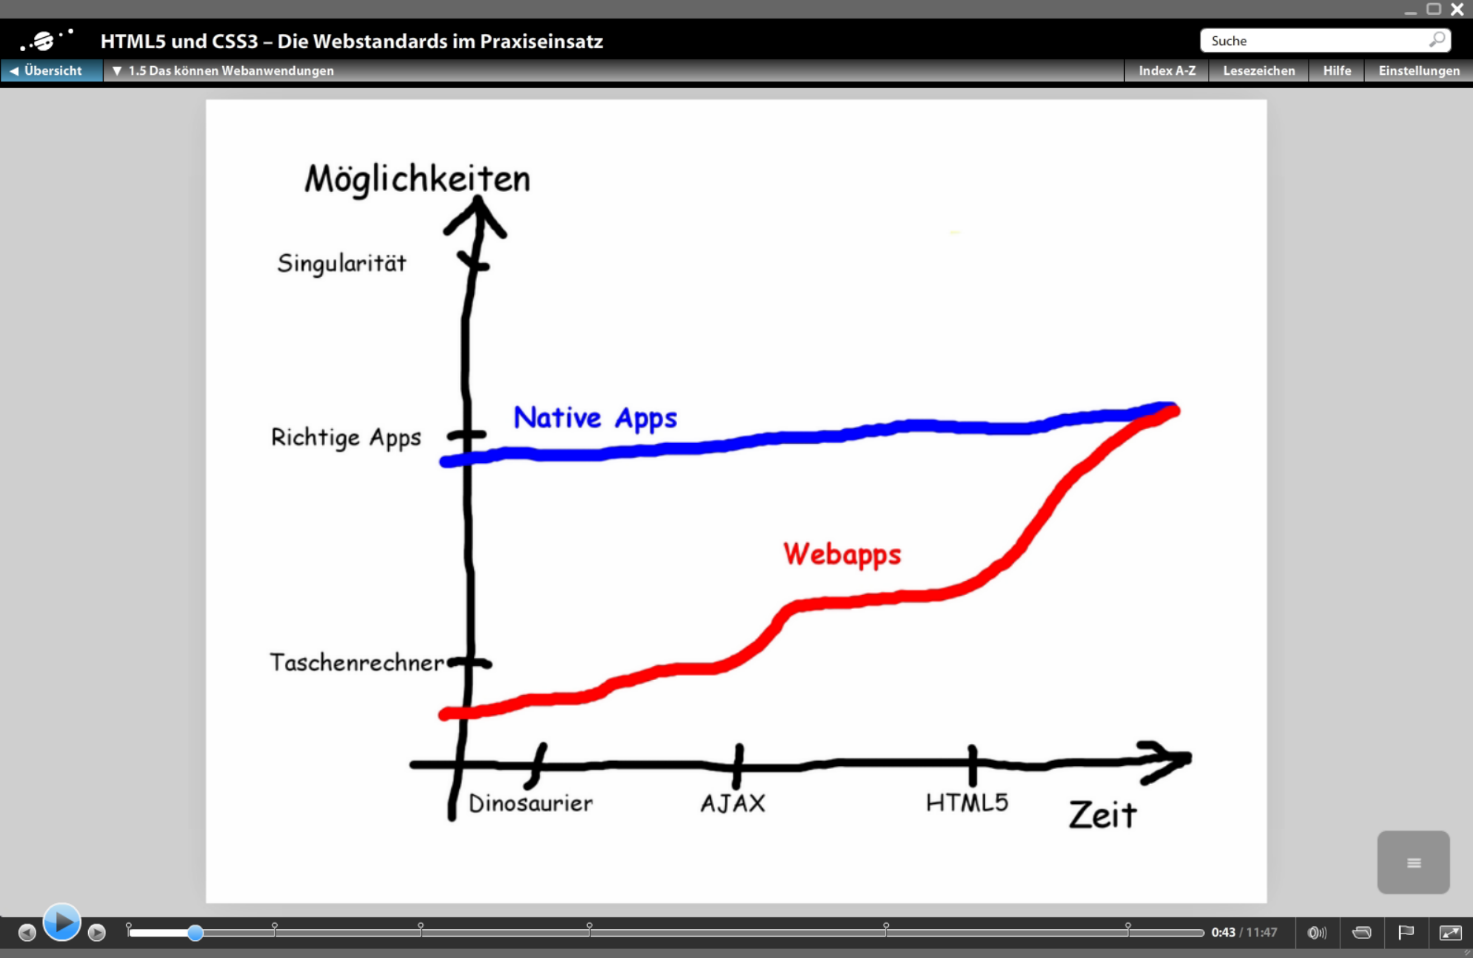 HTML5 und CSS3 – Die Webstandards im Praxiseinsatz
Suche
Übersicht
1.5 Das können Webanwendungen
Index A-Z
Lesezeichen
Hilfe
Einstellungen
Möglichkeiten
Singularität
Native Apps
Richtige Apps
Webapps
Taschenrechner
Dinosaurier
AJAX
HTML5
Zeit
0:43 / 11:47